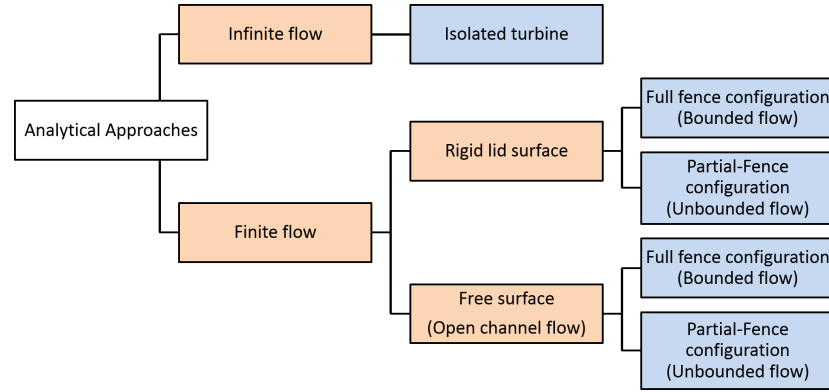 Infinite flow
Isolated turbine
Analytical Approaches
Full fence configuration
(Bounded flow)
Rigid lid surface
Partial-Fence
configuration
(Unbounded flow)
Finite flow
Full fence configuration
(Bounded flow)
Free surface
(Open channel flow)
Partial-Fence
configuration
(Unbounded flow)